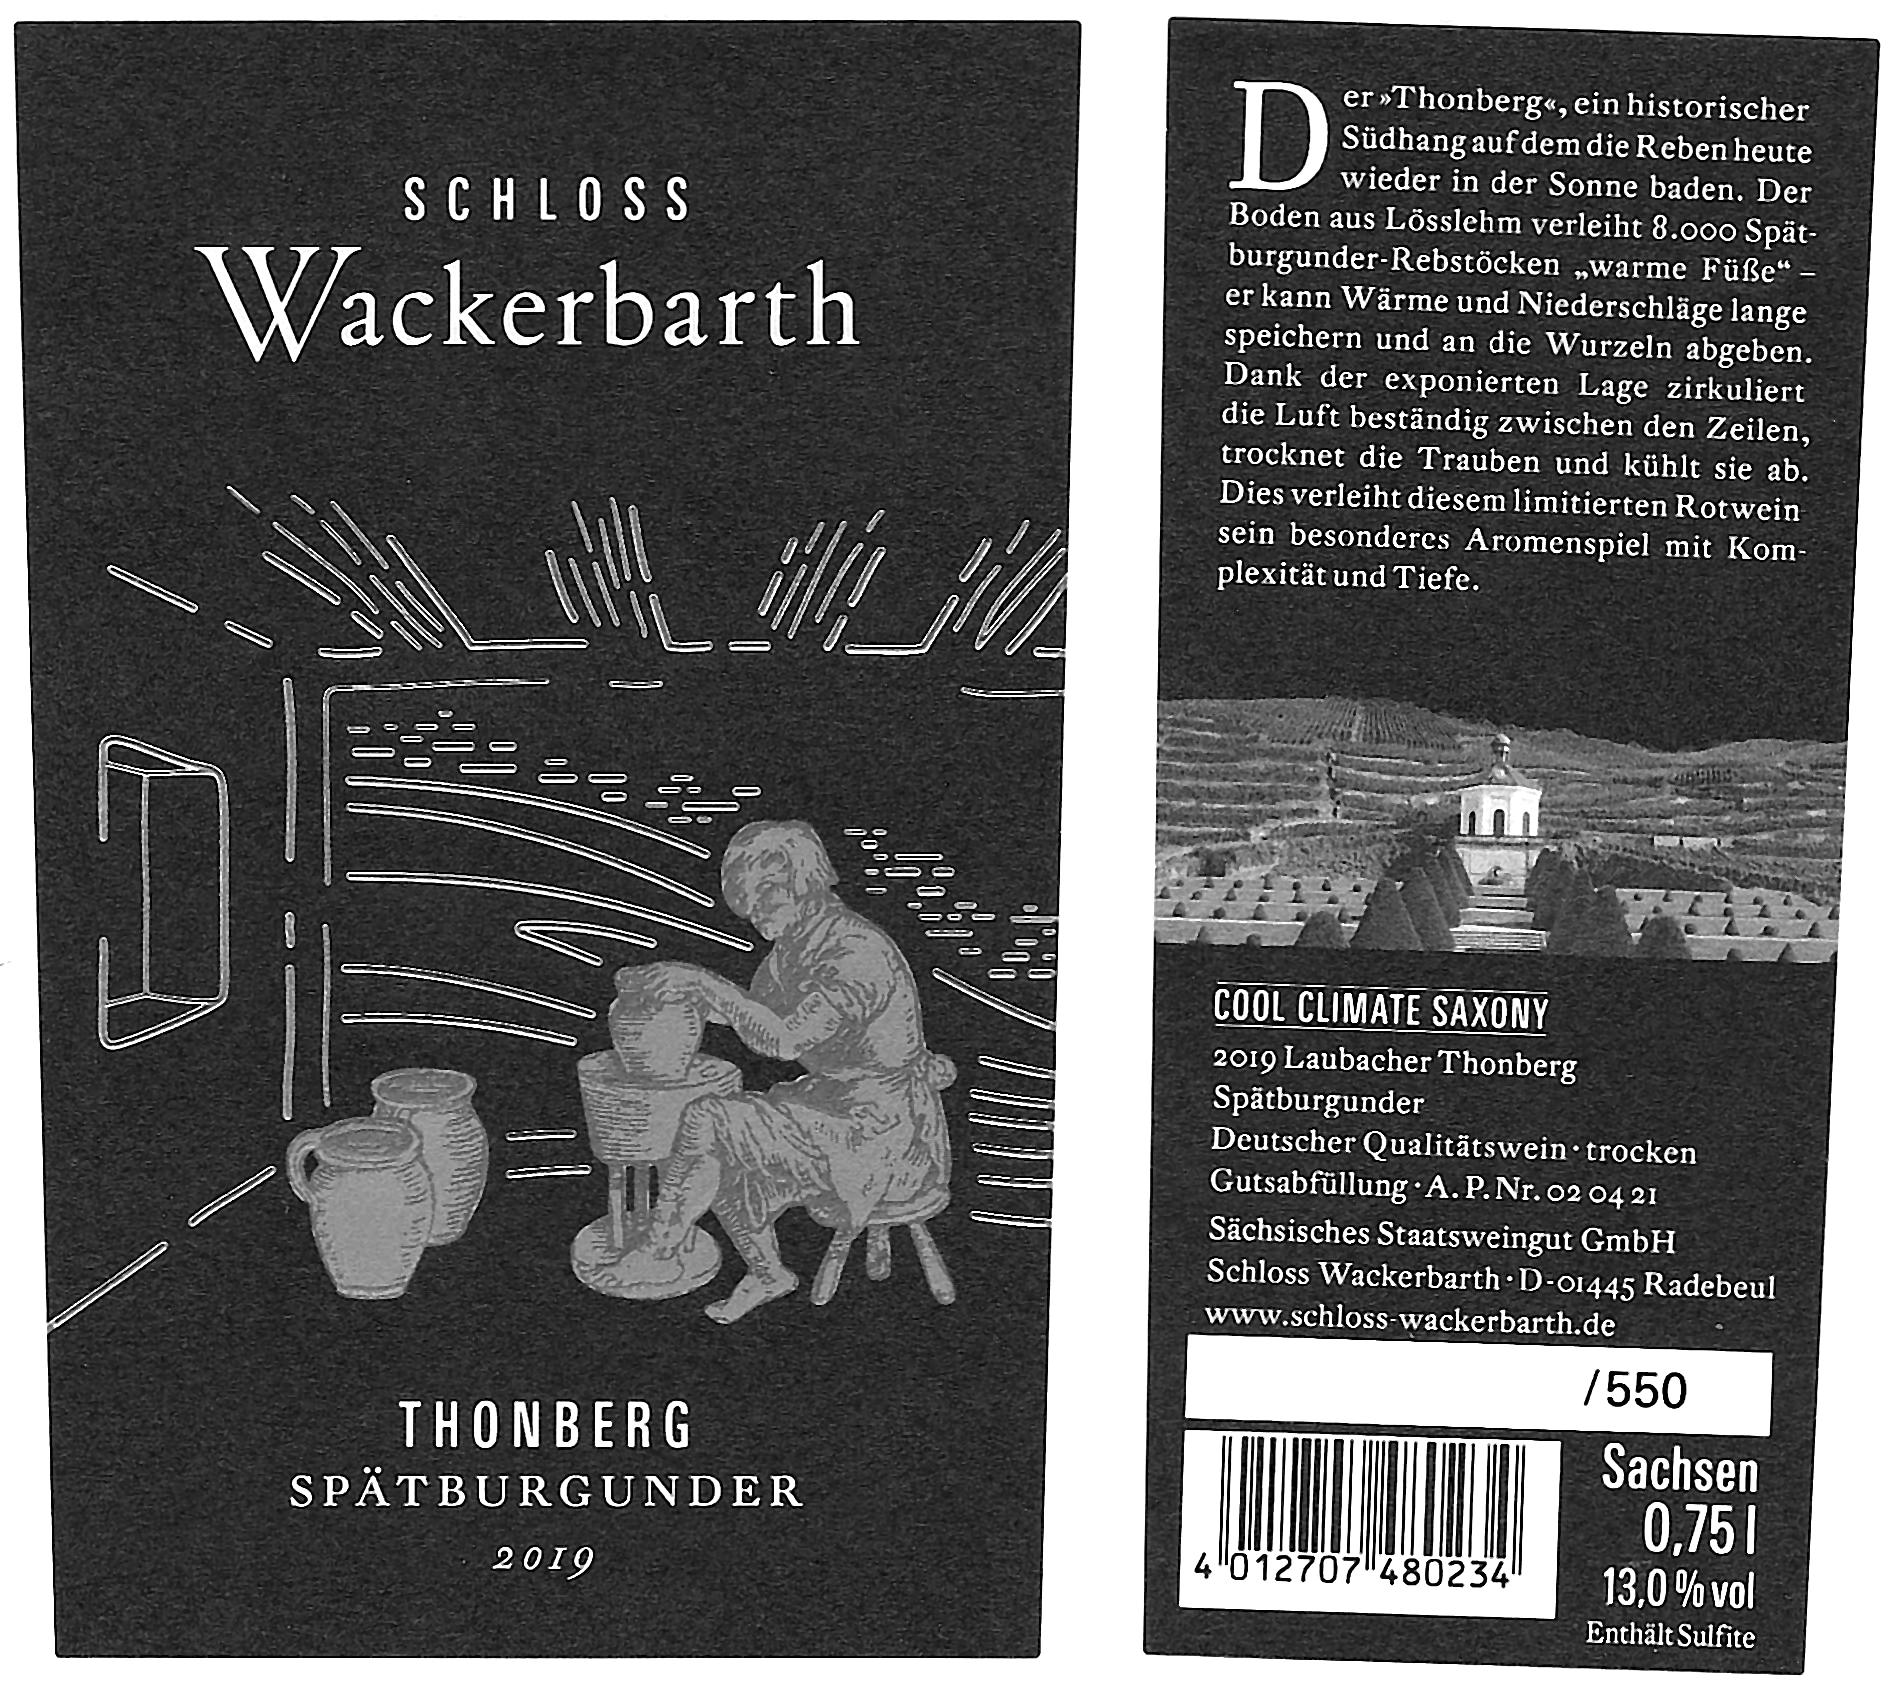 SCHLOSS
Wackerbarth
THONBERG
SPÄTBURGUNDER
2019
Der »Thonberg«, ein historischer
Südhang auf dem die Reben heute
wieder in der Sonne baden. Der
Boden aus Lösslehm verleiht 8.000 Spät-
burgunder-Rebstöcken „warme Füße“ –
er kann Wärme und Niederschläge lange
speichern und an die Wurzeln abgeben.
Dank der exponierten Lage zirkuliert
die Luft beständig zwischen den Zeilen,
trocknet die Trauben und kühlt sie ab.
Dies verleiht diesem limitierten Rotwein
sein besonderes Aromenspiel mit Kom-
plexität und Tiefe.
COOL CLIMATE SAXONY
2019 Laubacher Thonberg
Spätburgunder
Deutscher Qualitätswein · trocken
Gutsabfüllung · A. P. Nr. 02 04 21
Sächsisches Staatsweingut GmbH
Schloss Wackerbarth · D-01445 Radebeul
www.schloss-wackerbarth.de
/550
4 012707 480234
Sachsen
0,75 l
13,0 % vol
Enthält Sulfite